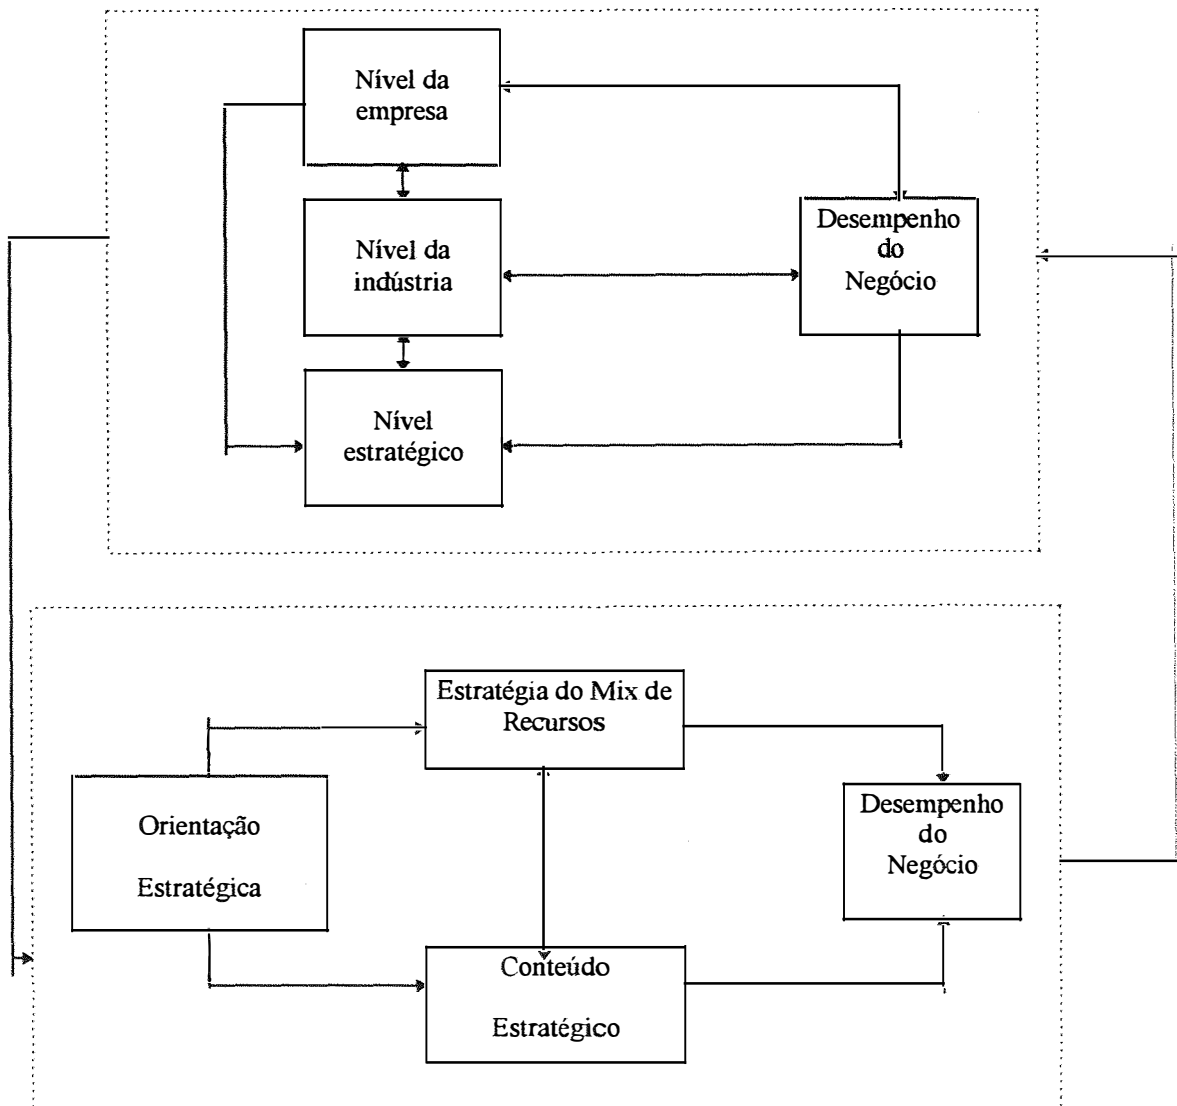 Nível da
empresa
Nível da
indústria
Desempenho
do
Negócio
Nível
estratégico
Estratégia do Mix de
Recursos
Orientação
Estratégica
Desempenho
do
Negócio
Conteúdo
Estratégico